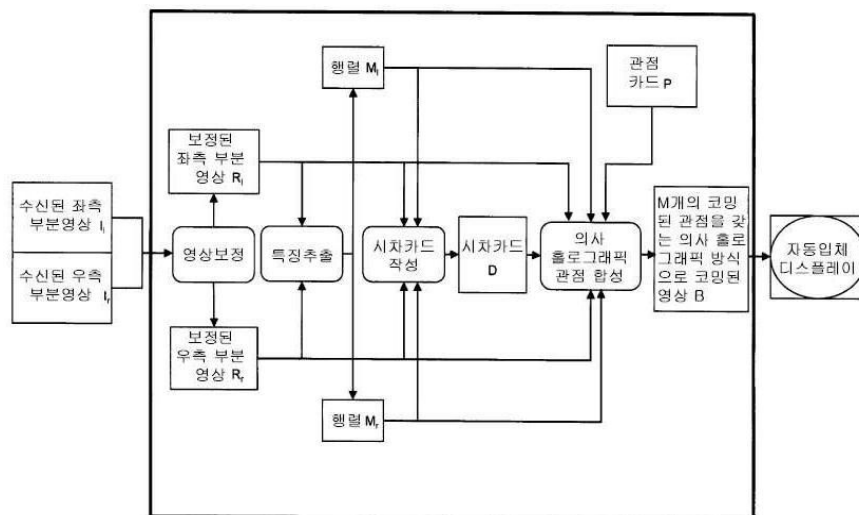 수신된 좌측
부분영상 Iₗ
수신된 우측
부분영상 Iᵣ
영상보정
보정된
좌측 부분
영상 Rₗ
보정된
우측 부분
영상 Rᵣ
특징추출
행렬 Mₗ
행렬 Mᵣ
시차카드
작성
시차카드
D
관점
카드 P
의사
홀로그래픽
관점 합성
M개의 코밍
된 관점을 갖
는 의사 홀로
그래픽 방식
으로 코밍된
영상 B
자동입체
디스플레이